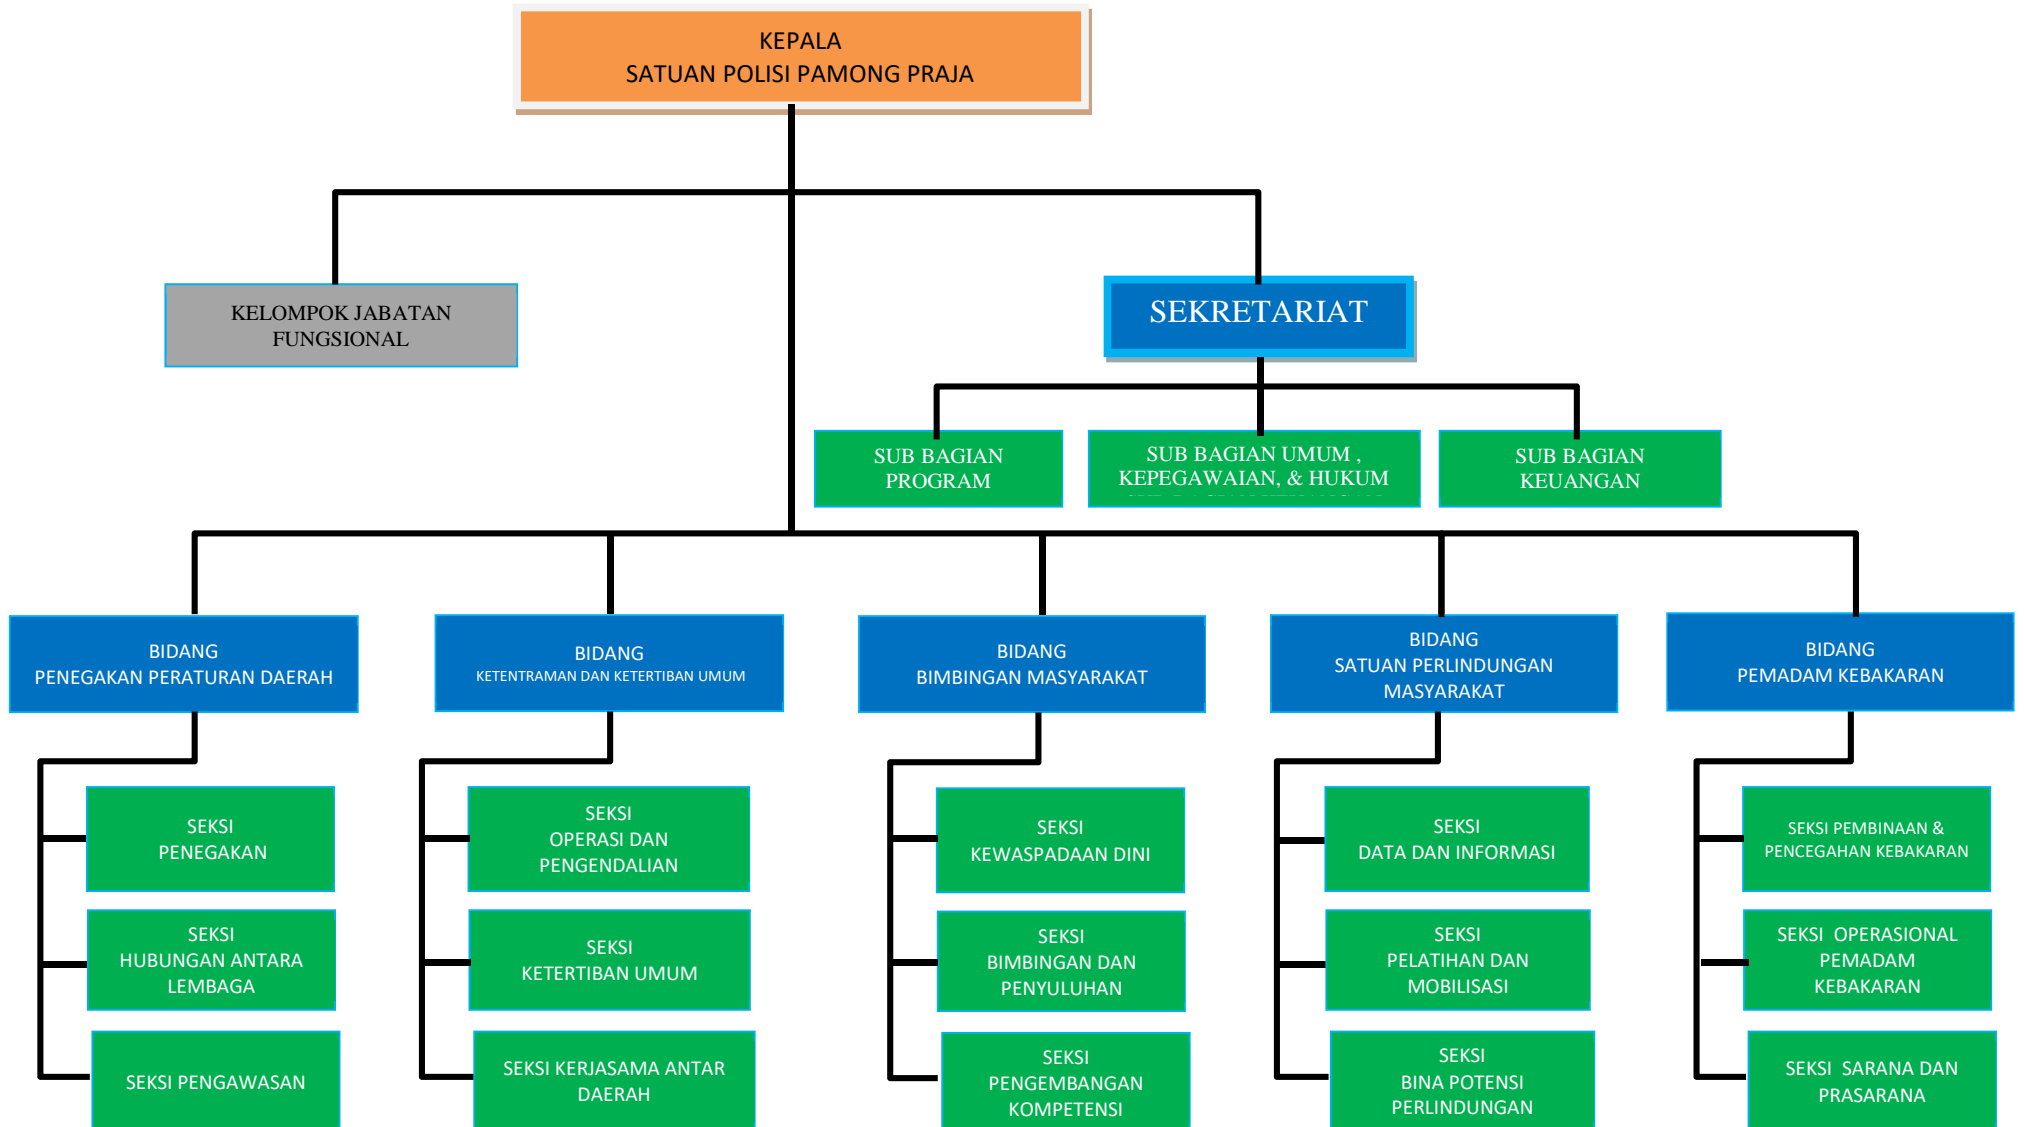 KEPALA
SATUAN POLISI PAMONG PRAJA
KELOMPOK JABATAN
FUNGSIONAL
SEKRETARIAT
SUB BAGIAN
PROGRAM
SUB BAGIAN UMUM ,
KEPEGAWAIAN, & HUKUM
SUB BAGIAN
KEUANGAN
BIDANG
PENEGAKAN PERATURAN DAERAH
BIDANG
KETENTRAMAN DAN KETERTIBAN UMUM
BIDANG
BIMBINGAN MASYARAKAT
BIDANG
SATUAN PERLINDUNGAN
MASYARAKAT
BIDANG
PEMADAM KEBAKARAN
SEKSI
PENEGAKAN
SEKSI
OPERASI DAN
PENGENDALIAN
SEKSI
KEWASPADAAN DINI
SEKSI
DATA DAN INFORMASI
SEKSI PEMBINAAN &
PENCEGAHAN KEBAKARAN
SEKSI
HUBUNGAN ANTARA
LEMBAGA
SEKSI
KETERTIBAN UMUM
SEKSI
BIMBINGAN DAN
PENYULUHAN
SEKSI
PELATIHAN DAN
MOBILISASI
SEKSI  OPERASIONAL
PEMADAM
KEBAKARAN
SEKSI PENGAWASAN
SEKSI KERJASAMA ANTAR
DAERAH
SEKSI
PENGEMBANGAN
KOMPETENSI
SEKSI
BINA POTENSI
PERLINDUNGAN
SEKSI  SARANA DAN
PRASARANA